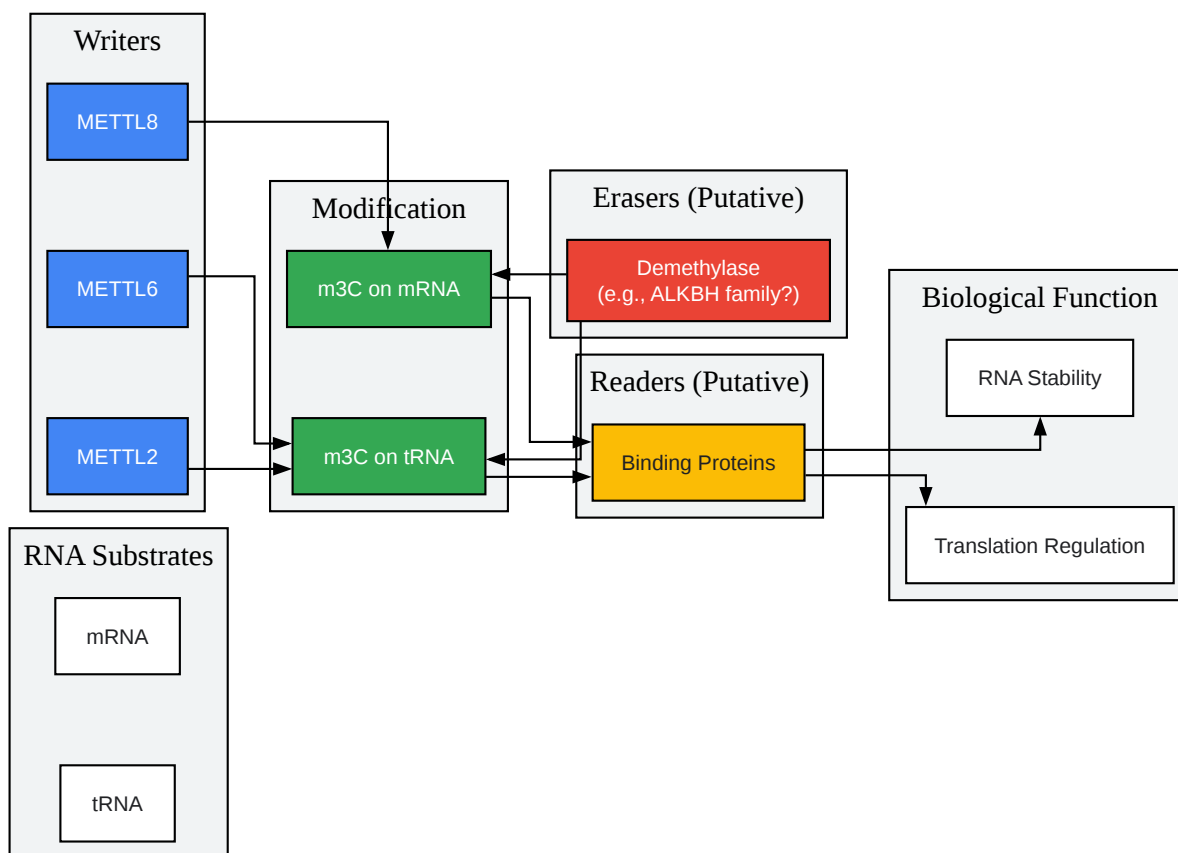 Writers
METTL8
METTL6
METTL2
Modification
m3C on mRNA
m3C on tRNA
Erasers (Putative)
Demethylase
(e.g., ALKBH family?)
Readers (Putative)
Binding Proteins
Biological Function
RNA Stability
Translation Regulation
RNA Substrates
mRNA
tRNA